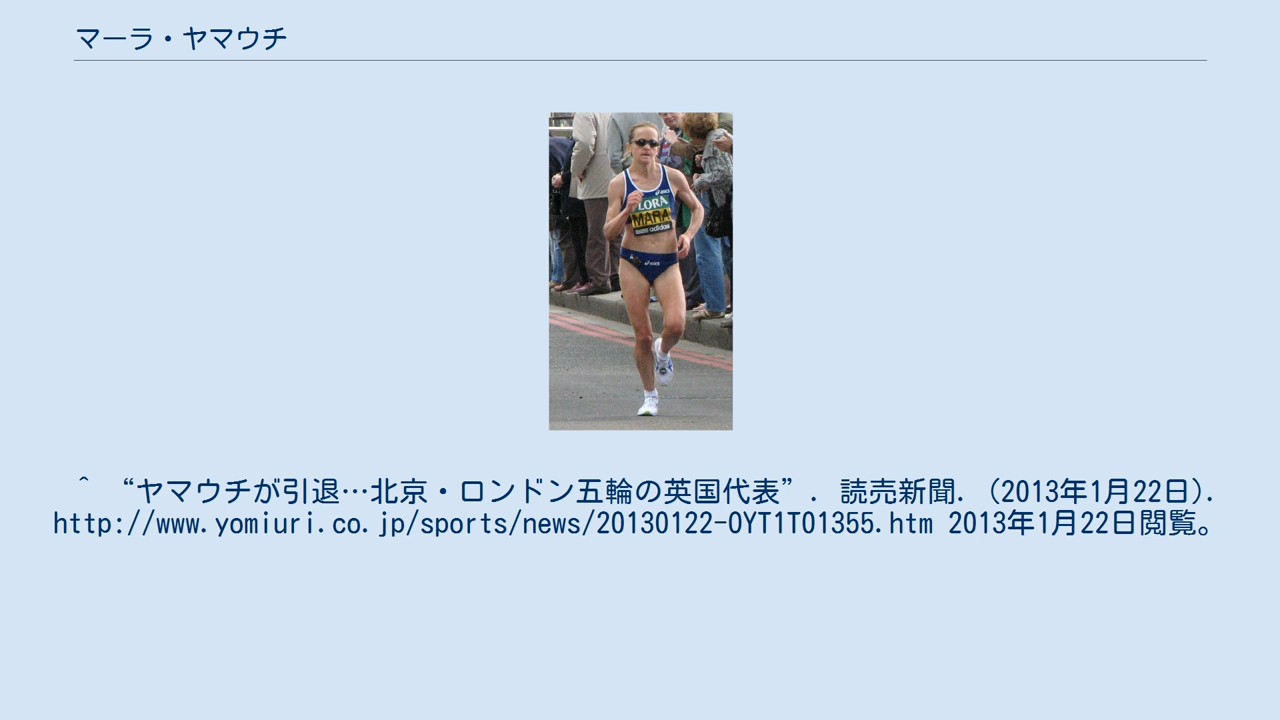 マーラ・ヤマウチ
asics
LORA
MARA
adidas
asics
^ “ヤマウチが引退…北京・ロンドン五輪の英国代表”. 読売新聞. (2013年1月22日).
http://www.yomiuri.co.jp/sports/news/20130122-OYT1T01355.htm 2013年1月22日閲覧。